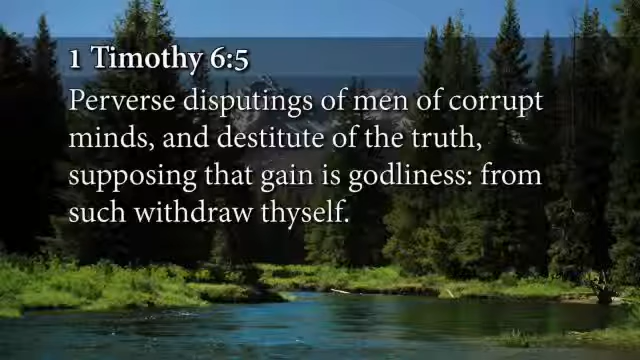 1 Timothy 6:5
Perverse disputings of men of corrupt
minds, and destitute of the truth,
supposing that gain is godliness: from
such withdraw thyself.